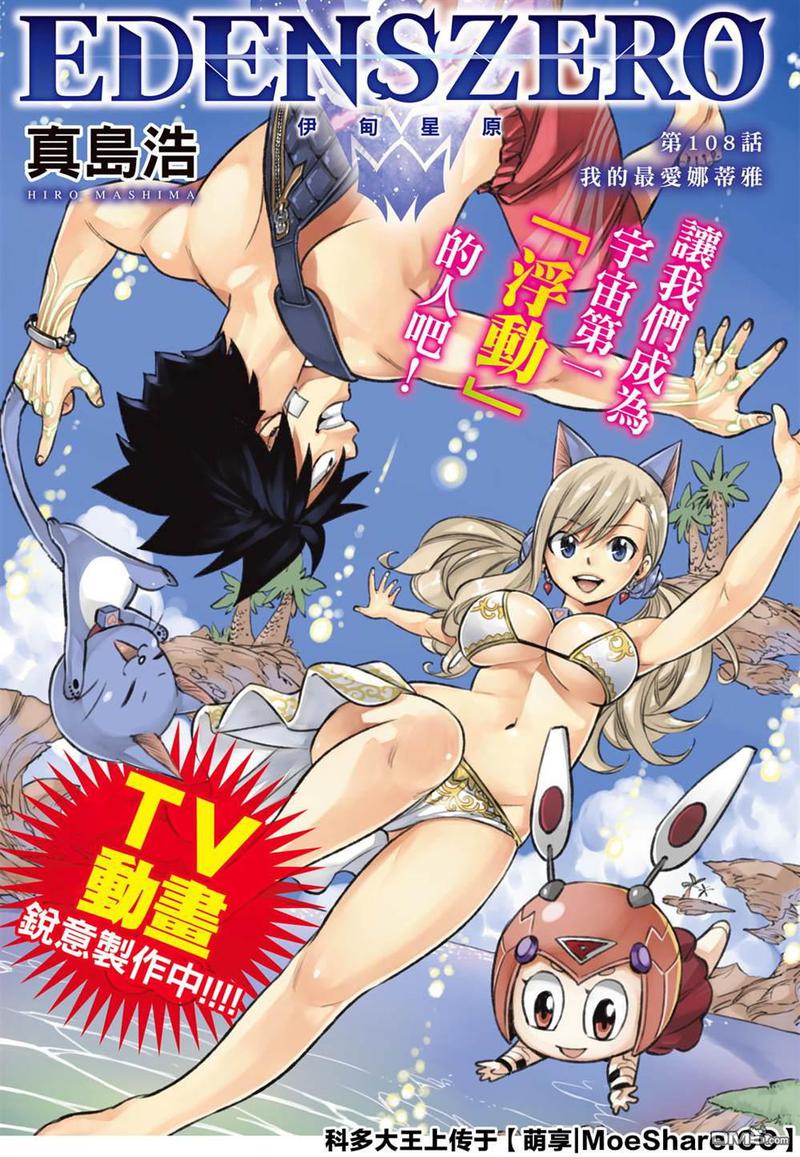 EDENSZERO
伊甸星原
真島浩
HIRO MASHIMA
第108話
我的最愛娜蒂雅
讓我們成為
宇宙第一
「浮動」
的人吧！
TV
動畫
銳意製作中!!!!
科多大王上传于【萌享|MoeShare.CC】